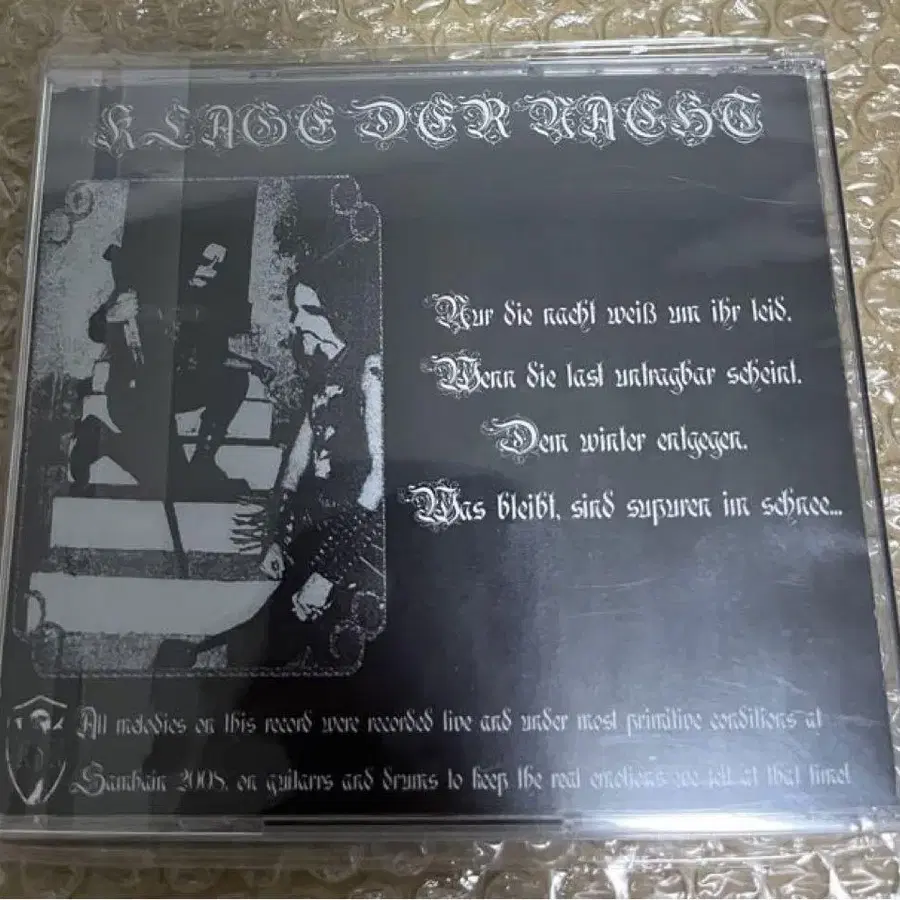 KLAGE DER NACHT
Nur die nacht weiß um ihr leid.
Wenn die last untragbar scheint.
Dem winter entgegen.
Was bleibt, sind supuren im schnee...
All melodies on this record were recorded live and under most primitive conditions at
Samhain 2008, on guitarrs and drums to keep the real emotions we felt at that time!